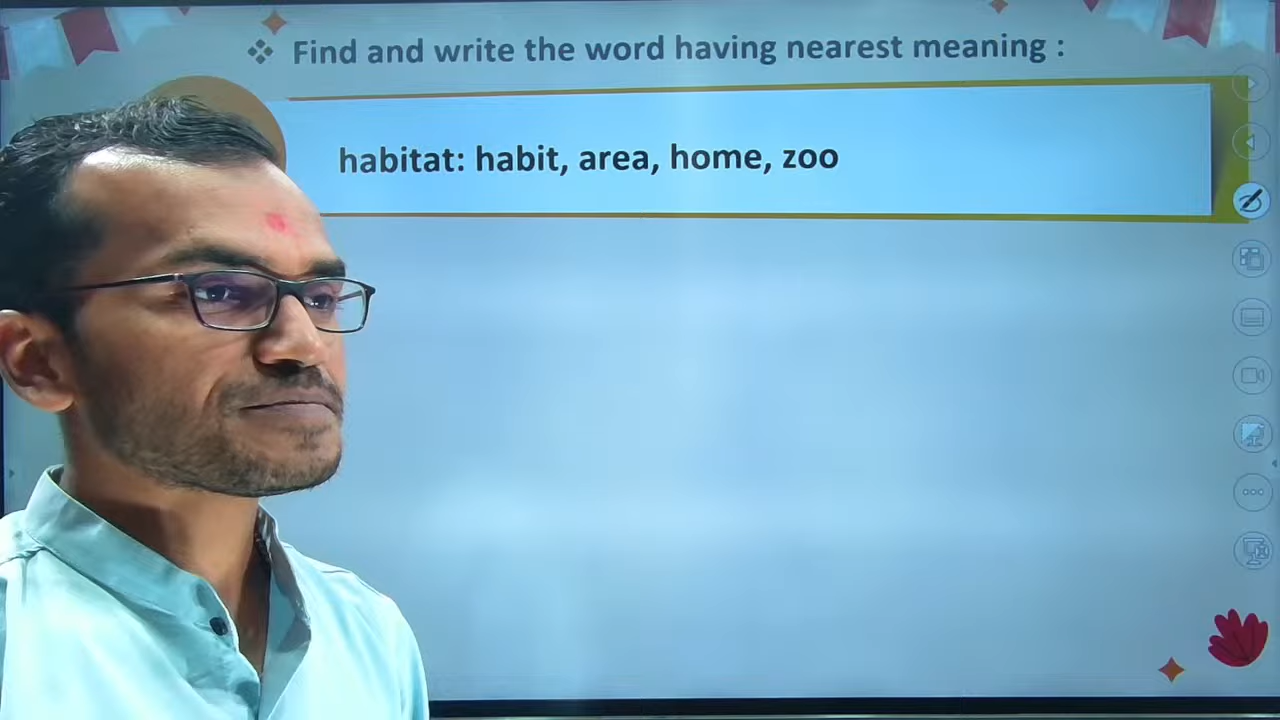 ❖ Find and write the word having nearest meaning :
habitat: habit, area, home, zoo